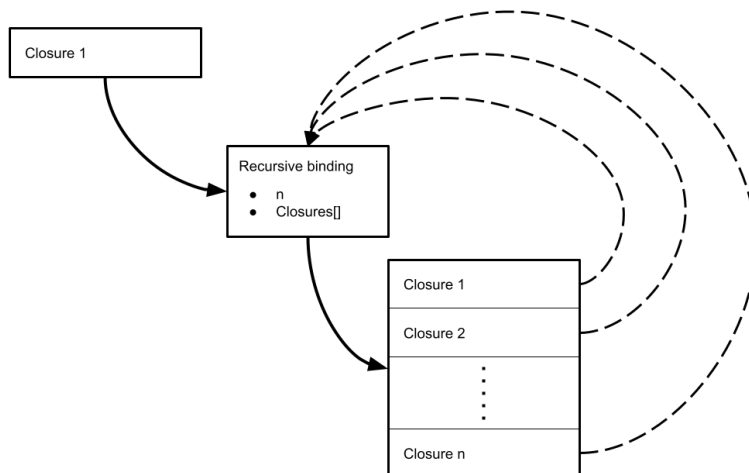 Closure 1
Recursive binding
● n
● Closures[]
Closure 1
Closure 2
Closure n